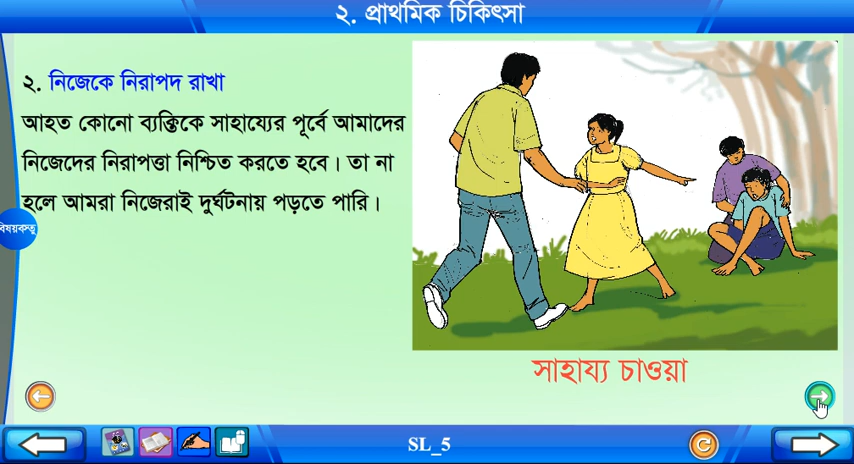 ২. প্রাথমিক চিকিৎসা
২. নিজেকে নিরাপদ রাখা
আহত কোনো ব্যক্তিকে সাহায্যের পূর্বে আমাদের
নিজেদের নিরাপত্তা নিশ্চিত করতে হবে। তা না
হলে আমরা নিজেরাই দুর্ঘটনায় পড়তে পারি।
বিষয়বস্তু
সাহায্য চাওয়া
SL_5